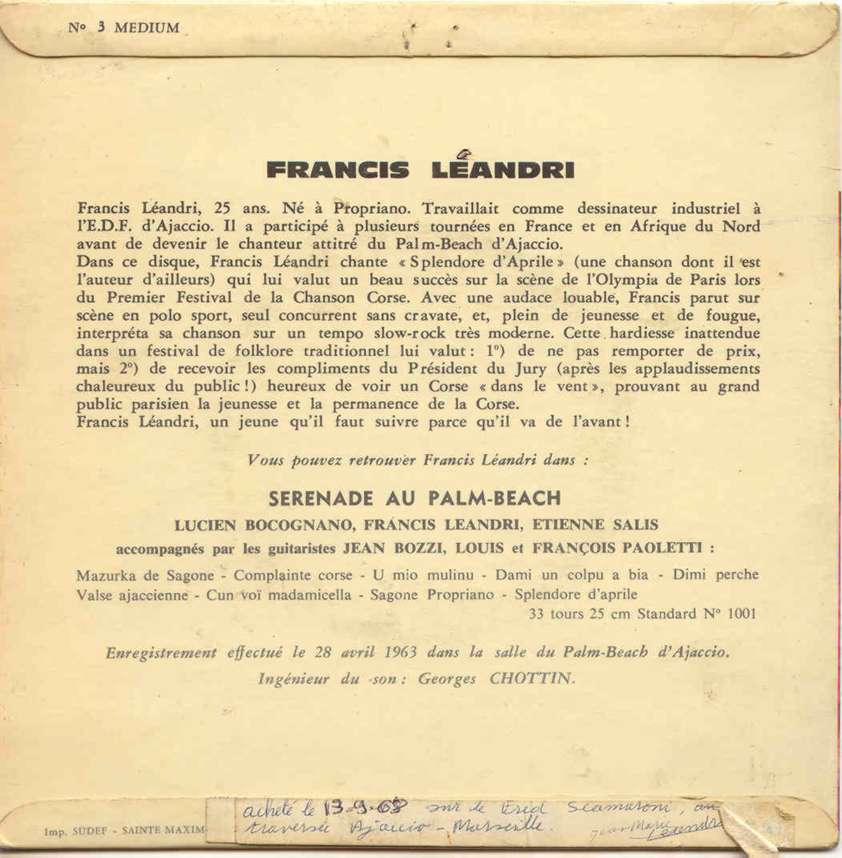 No 3 MEDIUM
FRANCIS LÉANDRI
Francis Léandri, 25 ans. Né à Propriano. Travaillait comme dessinateur industriel à
l'E.D.F. d'Ajaccio. Il a participé à plusieurs tournées en France et en Afrique du Nord
avant de devenir le chanteur attitré du Palm-Beach d'Ajaccio.
Dans ce disque, Francis Léandri chante « Splendore d'Aprile » (une chanson dont il est
l'auteur d'ailleurs) qui lui valut un beau succès sur la scène de l'Olympia de Paris lors
du Premier Festival de la Chanson Corse. Avec une audace louable, Francis parut sur
scène en polo sport, seul concurrent sans cravate, et, plein de jeunesse et de fougue,
interpréta sa chanson sur un tempo slow-rock très moderne. Cette hardiesse inattendue
dans un festival de folklore traditionnel lui valut : 1°) de ne pas remporter de prix,
mais 2°) de recevoir les compliments du Président du Jury (après les applaudissements
chaleureux du public !) heureux de voir un Corse « dans le vent », prouvant au grand
public parisien la jeunesse et la permanence de la Corse.
Francis Léandri, un jeune qu'il faut suivre parce qu'il va de l'avant !
Vous pouvez retrouver Francis Léandri dans :
SERENADE AU PALM-BEACH
LUCIEN BOCOGNANO, FRANCIS LEANDRI, ETIENNE SALIS
accompagnés par les guitaristes JEAN BOZZI, LOUIS et FRANÇOIS PAOLETTI :
Mazurka de Sagone - Complainte corse - U mio mulinu - Dami un colpu a bia - Dimi perche
Valse ajaccienne - Cun voï madamicella - Sagone Propriano - Splendore d'aprile
33 tours 25 cm Standard N° 1001
Enregistrement effectué le 28 avril 1963 dans la salle du Palm-Beach d'Ajaccio.
Ingénieur du son : Georges CHOTTIN.
acheté le 13-9-68 sur le Fred Scamaroni, au
traversée Ajaccio - Marseille. Jean Marie Leandri
Imp. SUDEF - SAINTE MAXIM